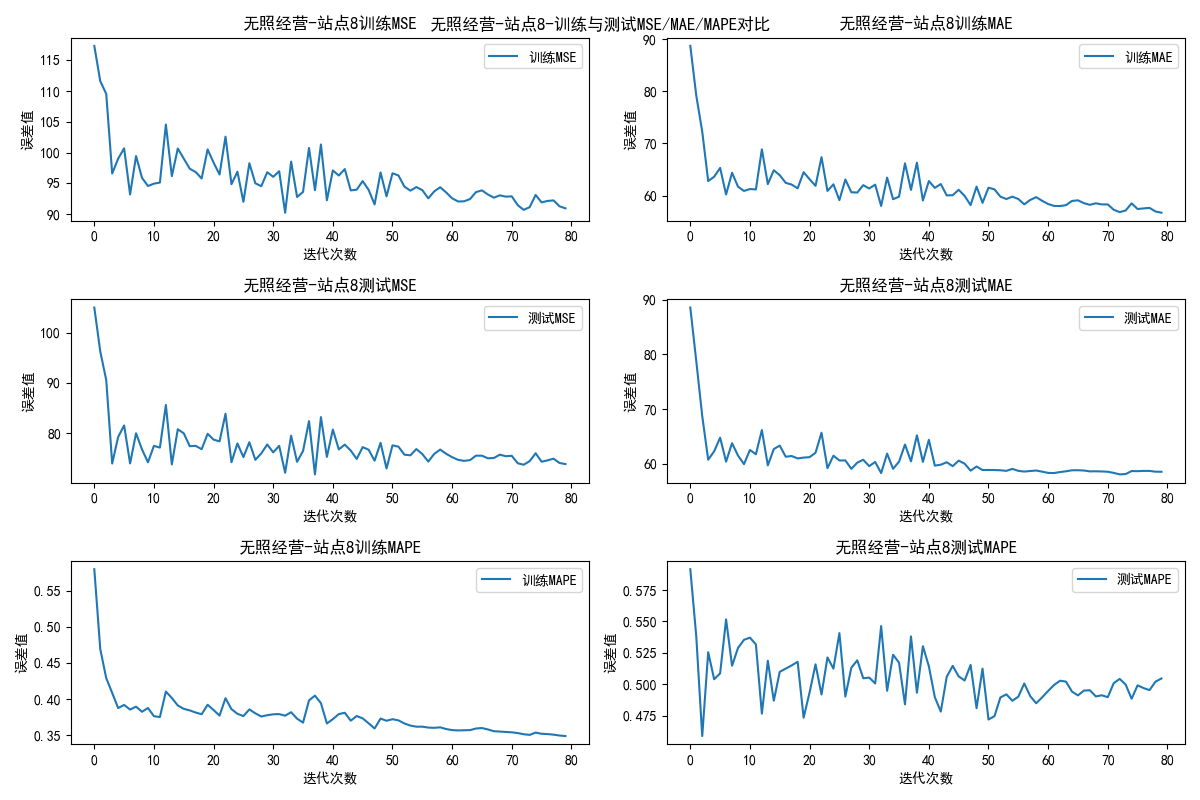 无照经营-站点8-训练与测试MSE/MAE/MAPE对比
无照经营-站点8训练MSE
训练MSE
误差值
115
110
105
100
95
90
0 10 20 30 40 50 60 70 80
迭代次数
无照经营-站点8训练MAE
训练MAE
误差值
90
80
70
60
0 10 20 30 40 50 60 70 80
迭代次数
无照经营-站点8测试MSE
测试MSE
误差值
100
90
80
0 10 20 30 40 50 60 70 80
迭代次数
无照经营-站点8测试MAE
测试MAE
误差值
90
80
70
60
0 10 20 30 40 50 60 70 80
迭代次数
无照经营-站点8训练MAPE
训练MAPE
误差值
0.55
0.50
0.45
0.40
0.35
0 10 20 30 40 50 60 70 80
迭代次数
无照经营-站点8测试MAPE
测试MAPE
误差值
0.575
0.550
0.525
0.500
0.475
0 10 20 30 40 50 60 70 80
迭代次数